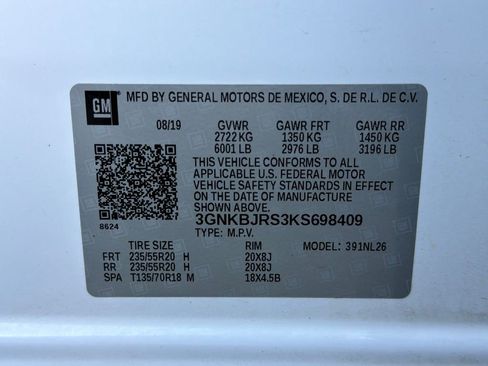 GM MFD BY GENERAL MOTORS DE MEXICO, S. DE R.L. DE C.V.
08/19 GVWR GAWR FRT GAWR RR
2722 KG 1350 KG 1450 KG
6001 LB 2976 LB 3196 LB
THIS VEHICLE CONFORMS TO ALL
APPLICABLE U.S. FEDERAL MOTOR
VEHICLE SAFETY STANDARDS IN EFFECT
ON THE DATE OF MANUFACTURE
SHOWN ABOVE.
3GNKBJRS3KS698409
8624 TYPE: M.P.V.
TIRE SIZE RIM MODEL: 391NL26
FRT 235/55R20 H 20X8J
RR 235/55R20 H 20X8J
SPA T135/70R18 M 18X4.5B